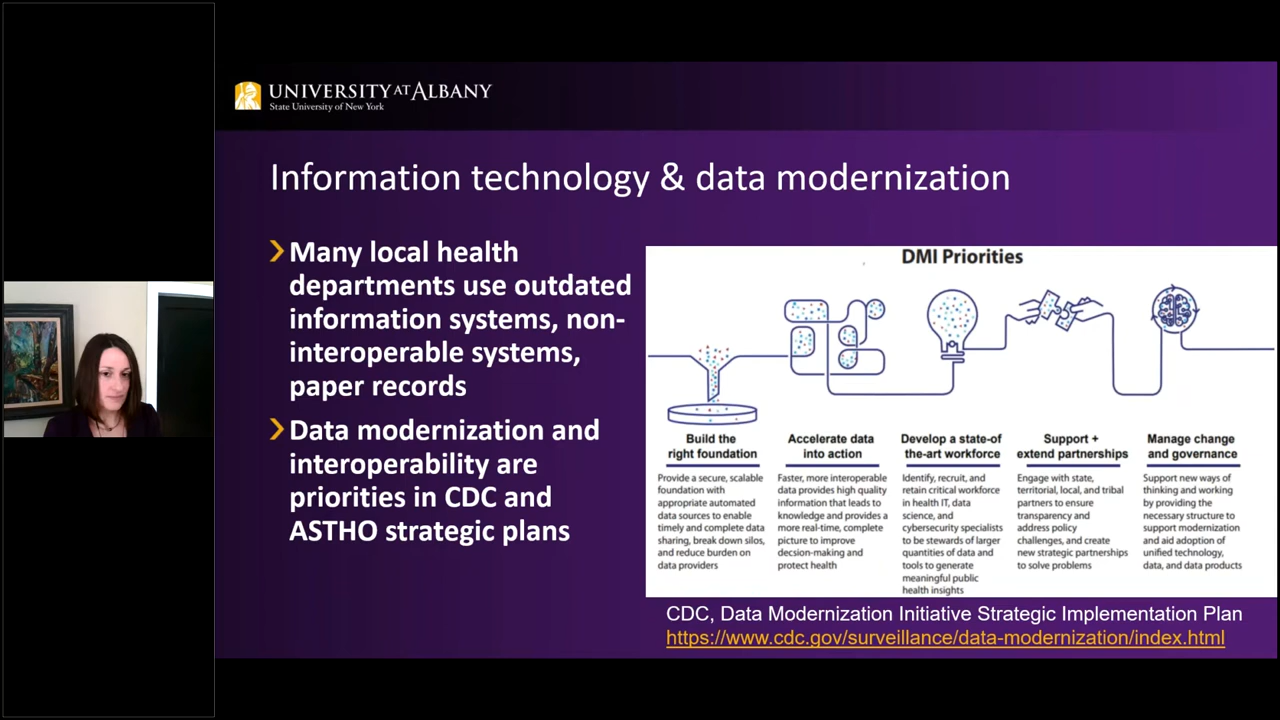 UNIVERSITY AT ALBANY
State University of New York
Information technology & data modernization
Many local health
departments use outdated
information systems, non-
interoperable systems,
paper records
Data modernization and
interoperability are
priorities in CDC and
ASTHO strategic plans
DMI Priorities
Build the
right foundation
Provide a secure, scalable
foundation with
appropriate automated
data sources to enable
timely and complete data
sharing, break down silos,
and reduce burden on
data providers
Accelerate data
into action
Faster, more interoperable
data provides high quality
information that leads to
knowledge and provides a
more real-time, complete
picture to improve
decision-making and
protect health
Develop a state-of
the-art workforce
Identify, recruit, and
retain critical workforce
in health IT, data
science, and
cybersecurity specialists
to be stewards of larger
quantities of data and
tools to generate
meaningful public
health insights
Support +
extend partnerships
Engage with state,
territorial, local, and tribal
partners to ensure
transparency and
address policy
challenges, and create
new strategic partnerships
to solve problems
Manage change
and governance
Support new ways of
thinking and working
by providing the
necessary structure to
support modernization
and aid adoption of
unified technology,
data, and data products
CDC, Data Modernization Initiative Strategic Implementation Plan
https://www.cdc.gov/surveillance/data-modernization/index.html